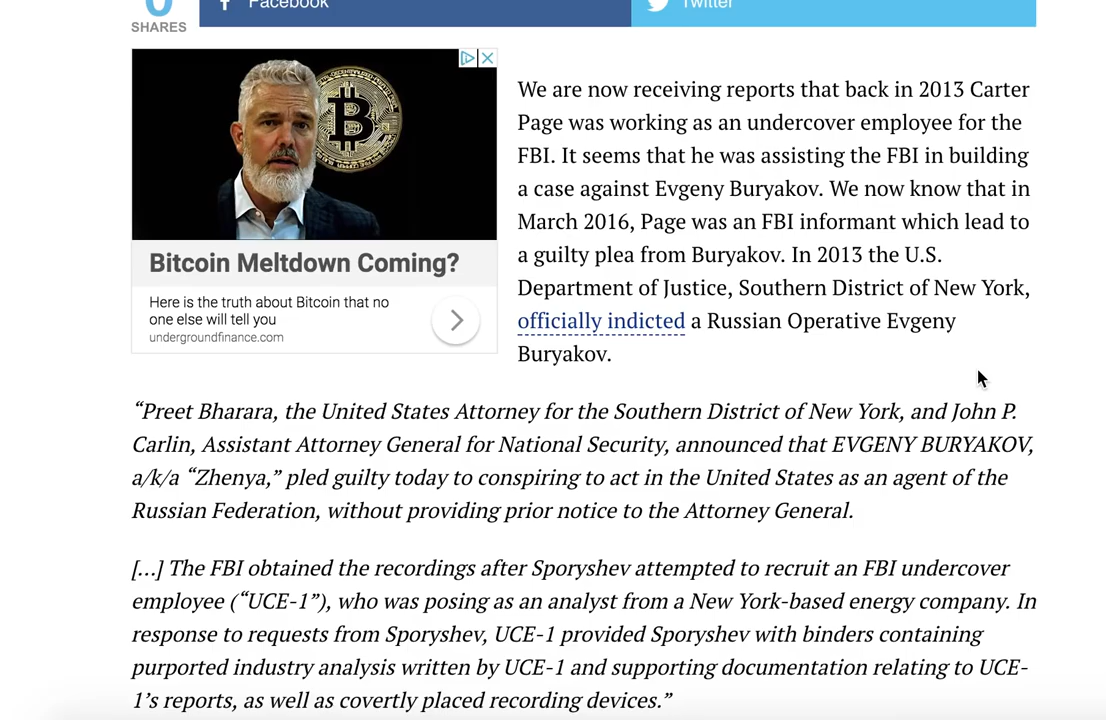 Facebook
Twitter
0
SHARES
Bitcoin Meltdown Coming?
Here is the truth about Bitcoin that no
one else will tell you
undergroundfinance.com
We are now receiving reports that back in 2013 Carter
Page was working as an undercover employee for the
FBI. It seems that he was assisting the FBI in building
a case against Evgeny Buryakov. We now know that in
March 2016, Page was an FBI informant which lead to
a guilty plea from Buryakov. In 2013 the U.S.
Department of Justice, Southern District of New York,
officially indicted a Russian Operative Evgeny
Buryakov.
“Preet Bharara, the United States Attorney for the Southern District of New York, and John P.
Carlin, Assistant Attorney General for National Security, announced that EVGENY BURYAKOV,
a/k/a “Zhenya,” pled guilty today to conspiring to act in the United States as an agent of the
Russian Federation, without providing prior notice to the Attorney General.
[…] The FBI obtained the recordings after Sporyshev attempted to recruit an FBI undercover
employee (“UCE-1”), who was posing as an analyst from a New York-based energy company. In
response to requests from Sporyshev, UCE-1 provided Sporyshev with binders containing
purported industry analysis written by UCE-1 and supporting documentation relating to UCE-
1’s reports, as well as covertly placed recording devices.”